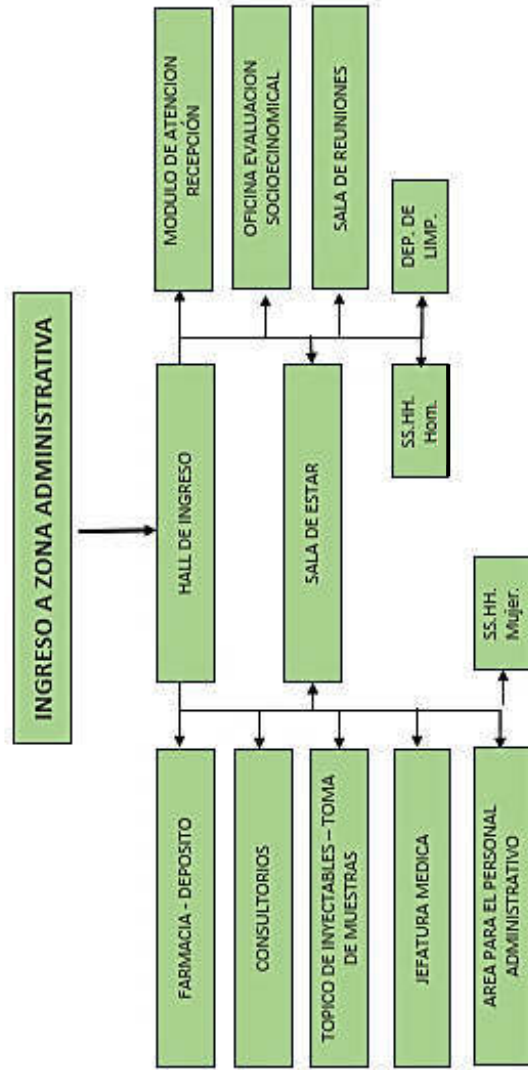 INGRESO A ZONA ADMINISTRATIVA
HALL DE INGRESO
FARMACIA - DEPOSITO
CONSULTORIOS
TOPICO DE INYECTABLES – TOMA
DE MUESTRAS
JEFATURA MEDICA
AREA PARA EL PERSONAL
ADMINISTRATIVO
SS.HH.
Mujer.
SALA DE ESTAR
SS.HH.
Hom.
MODULO DE ATENCION
RECEPCIÓN
OFICINA EVALUACION
SOCIOECINOMICAL
SALA DE REUNIONES
DEP. DE
LIMP.